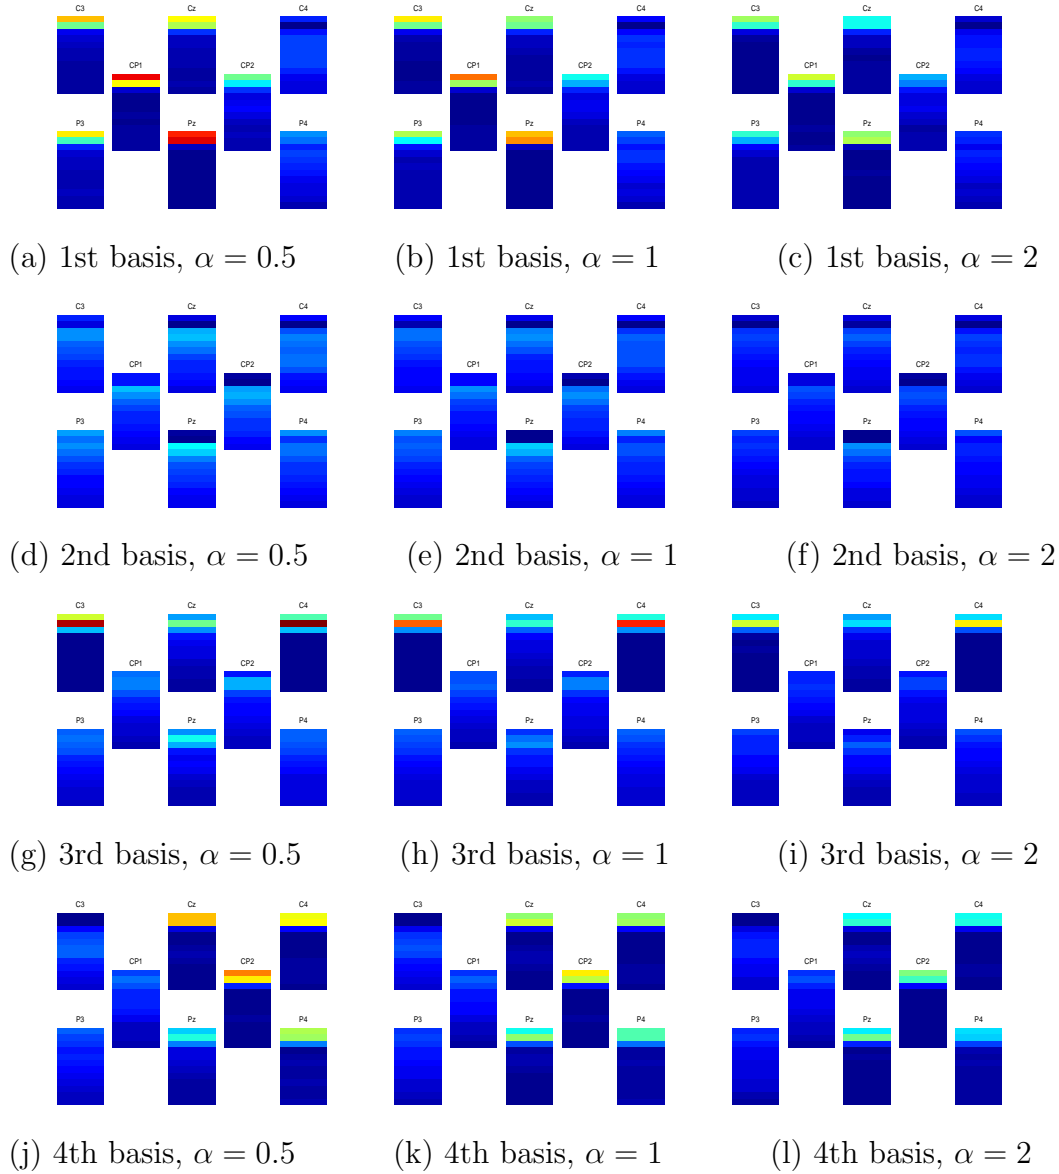 C3 Cz C4 C3 Cz C4 C3 Cz C4
CP1 CP2 CP1 CP2 CP1 CP2
P3 Pz P4 P3 Pz P4 P3 Pz P4
(a) 1st basis, α = 0.5 (b) 1st basis, α = 1 (c) 1st basis, α = 2
C3 Cz C4 C3 Cz C4 C3 Cz C4
CP1 CP2 CP1 CP2 CP1 CP2
P3 Pz P4 P3 Pz P4 P3 Pz P4
(d) 2nd basis, α = 0.5 (e) 2nd basis, α = 1 (f) 2nd basis, α = 2
C3 Cz C4 C3 Cz C4 C3 Cz C4
CP1 CP2 CP1 CP2 CP1 CP2
P3 Pz P4 P3 Pz P4 P3 Pz P4
(g) 3rd basis, α = 0.5 (h) 3rd basis, α = 1 (i) 3rd basis, α = 2
C3 Cz C4 C3 Cz C4 C3 Cz C4
CP1 CP2 CP1 CP2 CP1 CP2
P3 Pz P4 P3 Pz P4 P3 Pz P4
(j) 4th basis, α = 0.5 (k) 4th basis, α = 1 (l) 4th basis, α = 2